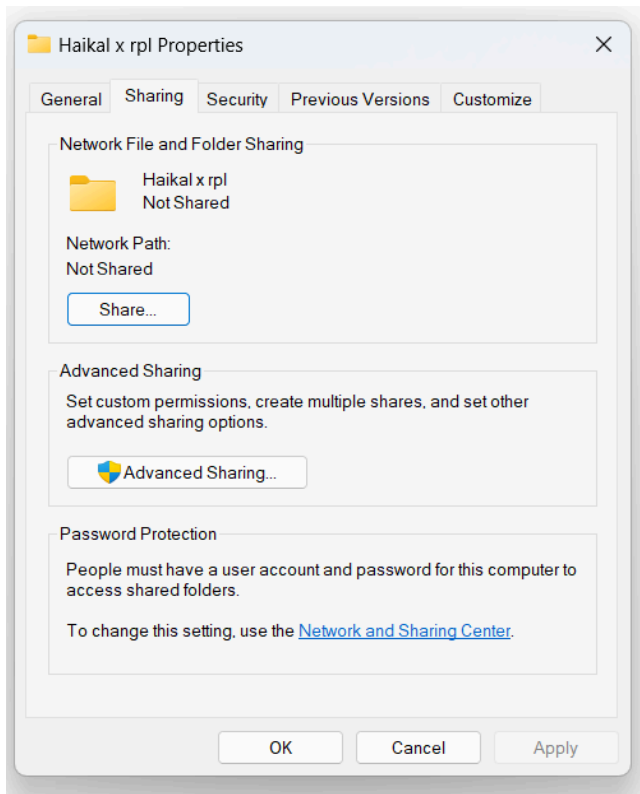 Haikal x rpl Properties
General Sharing Security Previous Versions Customize
Network File and Folder Sharing
Haikal x rpl
Not Shared
Network Path:
Not Shared
Share...
Advanced Sharing
Set custom permissions, create multiple shares, and set other
advanced sharing options.
Advanced Sharing...
Password Protection
People must have a user account and password for this computer to
access shared folders.
To change this setting, use the Network and Sharing Center.
OK Cancel Apply